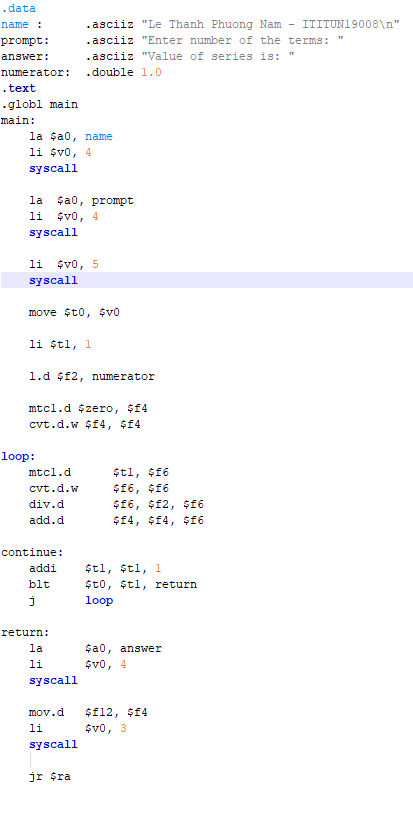 .data
name :      .asciiz "Le Thanh Phuong Nam - ITITUN19008\n"
prompt:     .asciiz "Enter number of the terms: "
answer:     .asciiz "Value of series is: "
numerator:  .double 1.0
.text
.globl main
main:
    la $a0, name
    li $v0, 4
    syscall
    la  $a0, prompt
    li  $v0, 4
    syscall
    li  $v0, 5
    syscall
    move $t0, $v0
    li $t1, 1
    l.d $f2, numerator
    mtc1.d $zero, $f4
    cvt.d.w $f4, $f4
loop:
    mtc1.d      $t1, $f6
    cvt.d.w     $f6, $f6
    div.d       $f6, $f2, $f6
    add.d       $f4, $f4, $f6
continue:
    addi    $t1, $t1, 1
    blt     $t0, $t1, return
    j       loop
return:
    la      $a0, answer
    li      $v0, 4
    syscall
    mov.d   $f12, $f4
    li      $v0, 3
    syscall
    jr $ra